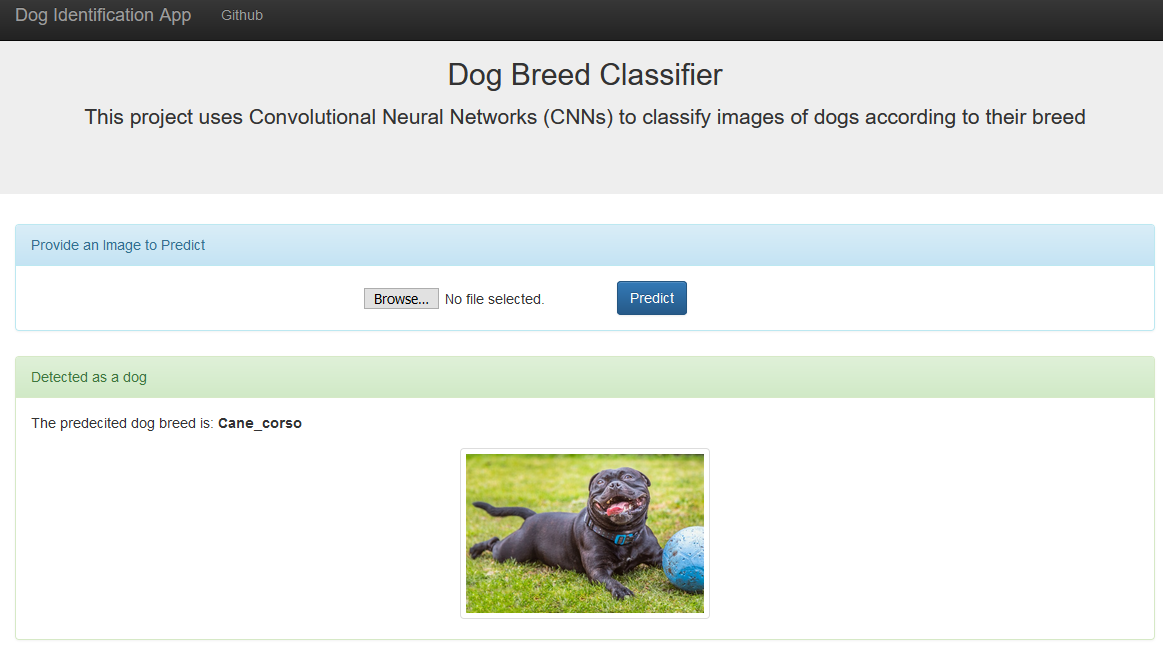 Dog Identification App Github
Dog Breed Classifier
This project uses Convolutional Neural Networks (CNNs) to classify images of dogs according to their breed
Provide an Image to Predict
Browse... No file selected. Predict
Detected as a dog
The predecited dog breed is: Cane_corso